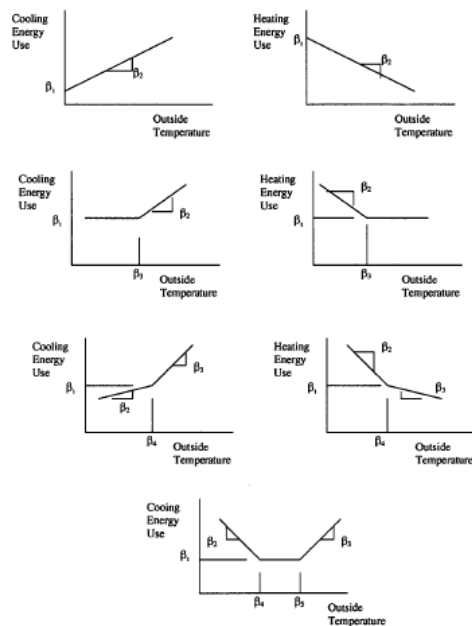 Cooling
Energy
Use
β1
β2
Outside
Temperature
Heating
Energy
Use
β1
β2
Outside
Temperature
Cooling
Energy
Use
β1
β2
β3
Outside
Temperature
Heating
Energy
Use
β1
β2
β3
Outside
Temperature
Cooling
Energy
Use
β1
β2
β3
β4
Outside
Temperature
Heating
Energy
Use
β1
β2
β3
β4
Outside
Temperature
Cooing
Energy
Use
β1
β2
β3
β4
β5
Outside
Temperature